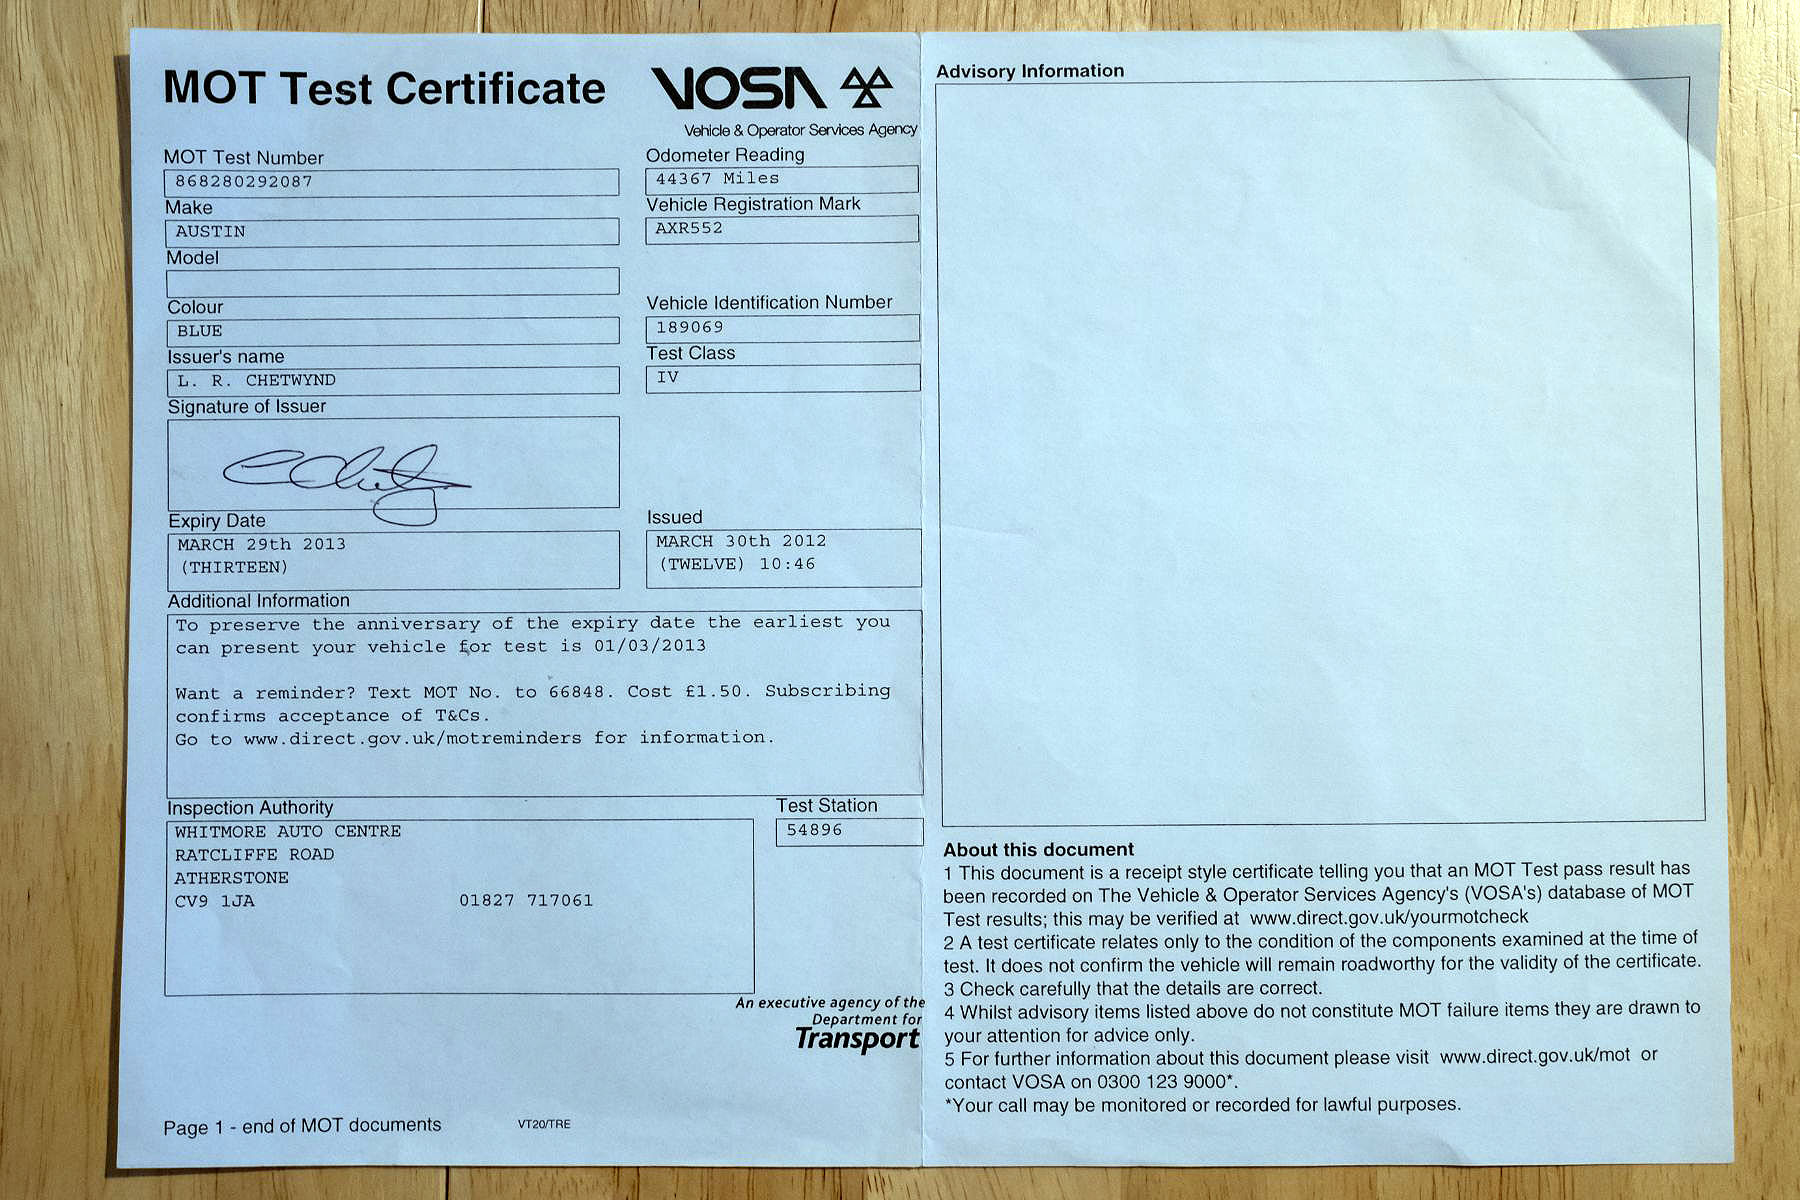 MOT Test Certificate
VOSA
Vehicle & Operator Services Agency
MOT Test Number
868280292087
Odometer Reading
44367 Miles
Make
AUSTIN
Vehicle Registration Mark
AXR552
Model
Colour
BLUE
Vehicle Identification Number
189069
Issuer's name
L. R. CHETWYND
Test Class
IV
Signature of Issuer
Expiry Date
MARCH 29th 2013
(THIRTEEN)
Issued
MARCH 30th 2012
(TWELVE) 10:46
Additional Information
To preserve the anniversary of the expiry date the earliest you
can present your vehicle for test is 01/03/2013
Want a reminder? Text MOT No. to 66848. Cost £1.50. Subscribing
confirms acceptance of T&Cs.
Go to www.direct.gov.uk/motreminders for information.
Inspection Authority
WHITMORE AUTO CENTRE
RATCLIFFE ROAD
ATHERSTONE
CV9 1JA 01827 717061
Test Station
54896
An executive agency of the
Department for
Transport
Page 1 - end of MOT documents
VT20/TRE
Advisory Information
About this document
1 This document is a receipt style certificate telling you that an MOT Test pass result has
been recorded on The Vehicle & Operator Services Agency's (VOSA's) database of MOT
Test results; this may be verified at www.direct.gov.uk/yourmotcheck
2 A test certificate relates only to the condition of the components examined at the time of
test. It does not confirm the vehicle will remain roadworthy for the validity of the certificate.
3 Check carefully that the details are correct.
4 Whilst advisory items listed above do not constitute MOT failure items they are drawn to
your attention for advice only.
5 For further information about this document please visit www.direct.gov.uk/mot or
contact VOSA on 0300 123 9000*.
*Your call may be monitored or recorded for lawful purposes.